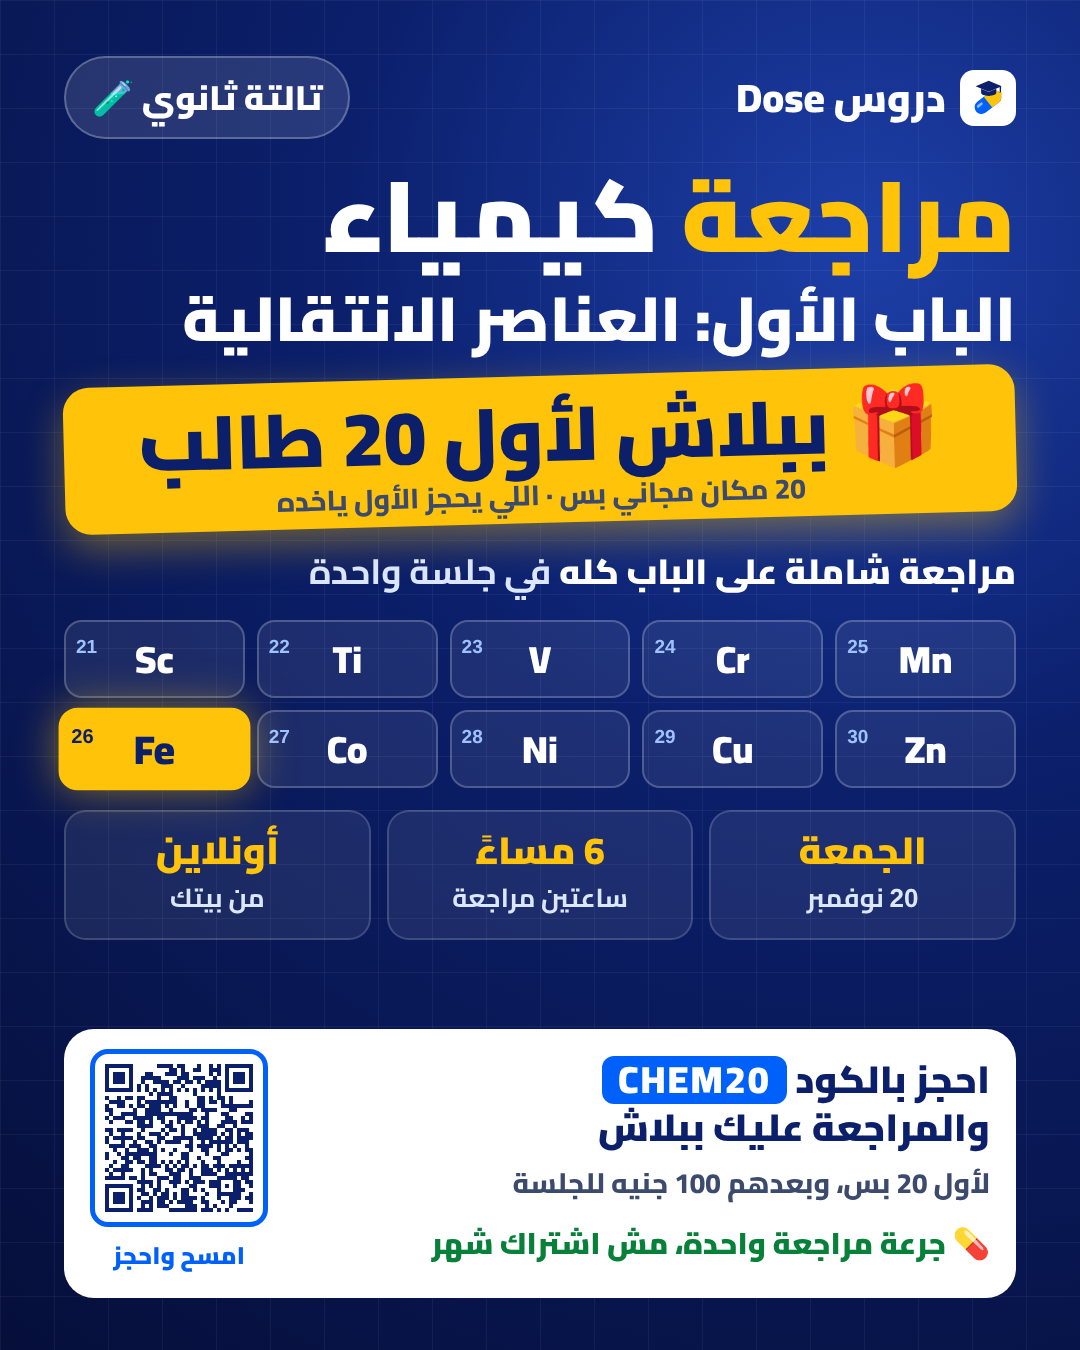 دروس Dose
تالتة ثانوي
مراجعة كيمياء
الباب الأول: العناصر الانتقالية
ببلاش لأول 20 طالب
20 مكان مجاني بس · اللي يحجز الأول ياخده
مراجعة شاملة على الباب كله في جلسة واحدة
21 Sc 22 Ti 23 V 24 Cr 25 Mn
26 Fe 27 Co 28 Ni 29 Cu 30 Zn
الجمعة
20 نوفمبر
6 مساءً
ساعتين مراجعة
أونلاين
من بيتك
احجز بالكود CHEM20
والمراجعة عليك ببلاش
لأول 20 بس، وبعدهم 100 جنيه للجلسة
جرعة مراجعة واحدة، مش اشتراك شهر
امسح واحجز